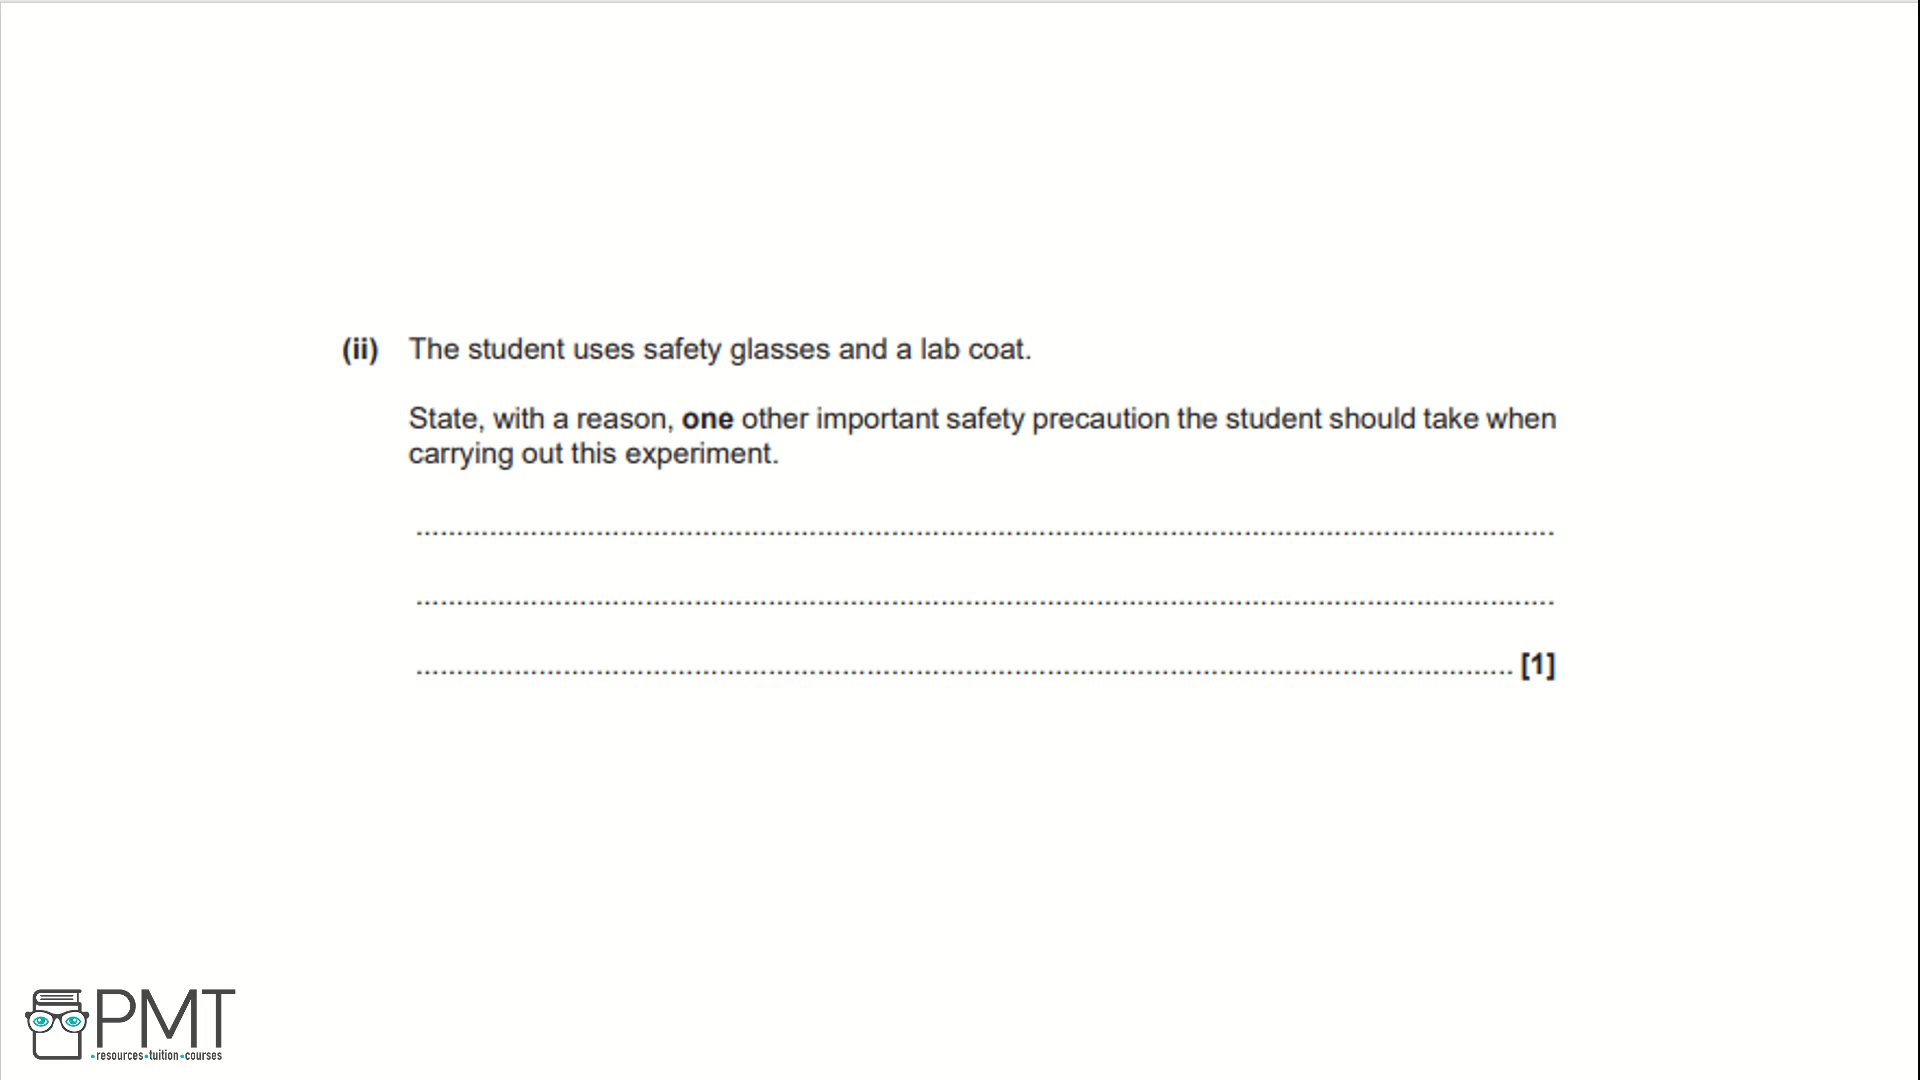 (ii) The student uses safety glasses and a lab coat.
State, with a reason, one other important safety precaution the student should take when
carrying out this experiment.
................................................................................................................................
................................................................................................................................
........................................................................................................................... [1]
PMT
•resources•tuition•courses